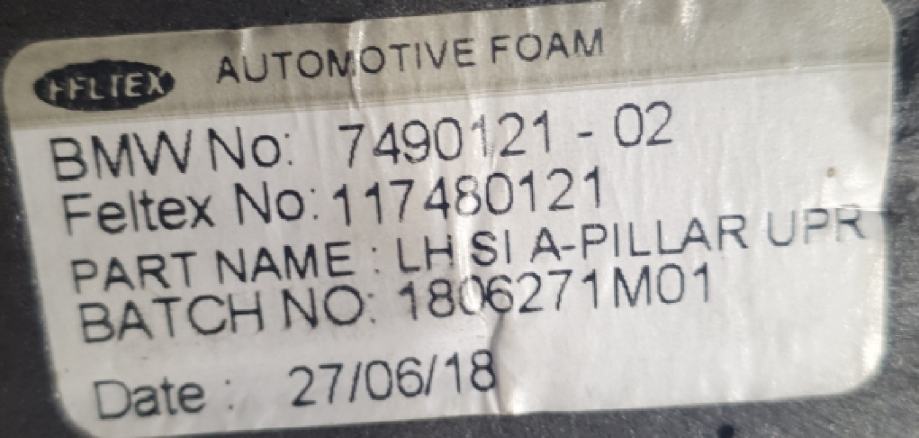 FELTEX AUTOMOTIVE FOAM
BMW No: 7490121 - 02
Feltex No: 117480121
PART NAME : LH SI A-PILLAR UPR
BATCH NO: 1806271M01
Date : 27/06/18